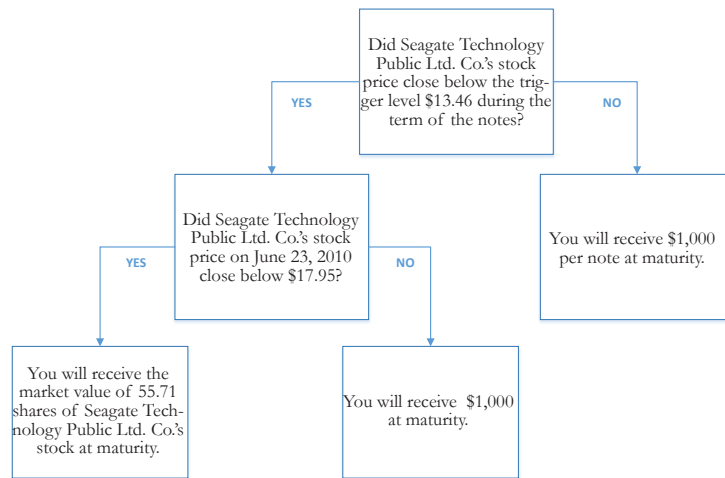 Did Seagate Technology
Public Ltd. Co.'s stock
price close below the trig-
ger level $13.46 during the
term of the notes?
YES
NO
Did Seagate Technology
Public Ltd. Co.'s stock
price on June 23, 2010
close below $17.95?
You will receive $1,000
per note at maturity.
YES
NO
You will receive the
market value of 55.71
shares of Seagate Tech-
nology Public Ltd. Co.'s
stock at maturity.
You will receive $1,000
at maturity.